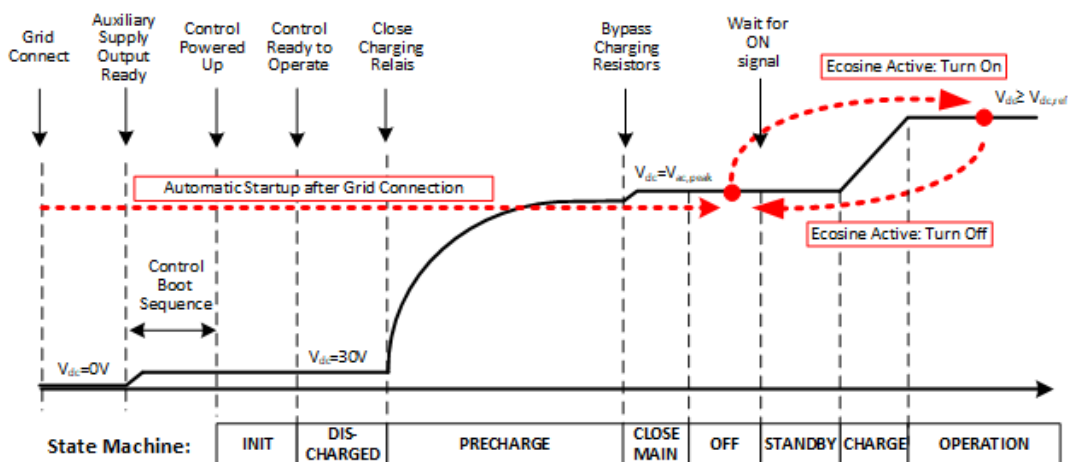 Grid
Connect
Auxiliary
Supply
Output
Ready
Control
Powered
Up
Control
Ready to
Operate
Close
Charging
Relais
Bypass
Charging
Resistors
Wait for
ON
signal
Ecosine Active: Turn On
Vdc≥ Vdc,ref
Vdc=Vac,peak
Automatic Startup after Grid Connection
Ecosine Active: Turn Off
Control
Boot
Sequence
Vdc=0V
Vdc=30V
State Machine:
INIT
DIS-
CHARGED
PRECHARGE
CLOSE
MAIN
OFF
STANDBY
CHARGE
OPERATION